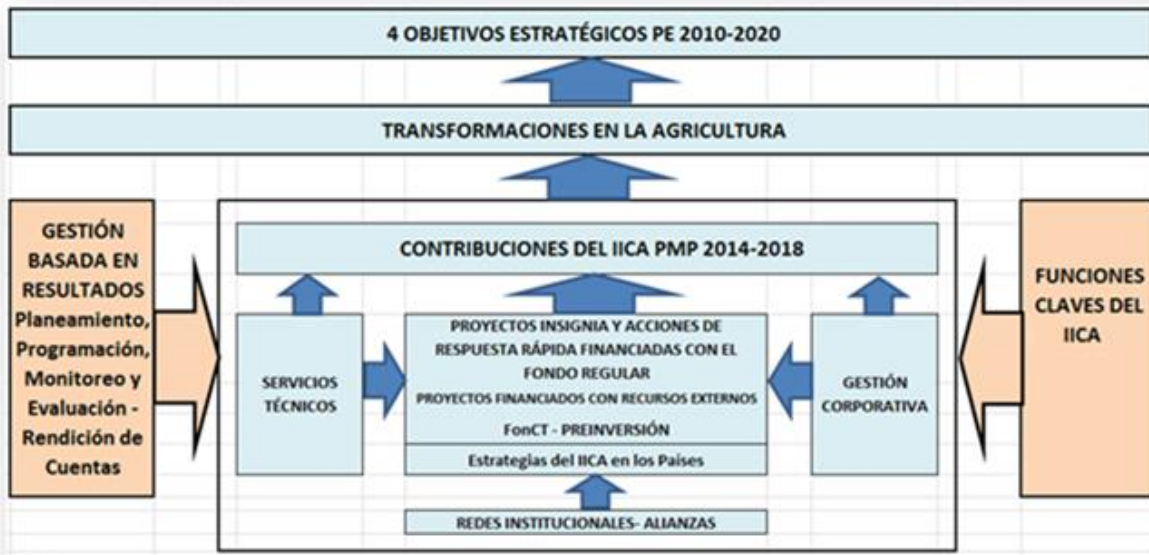 4 OBJETIVOS ESTRATÉGICOS PE 2010-2020
TRANSFORMACIONES EN LA AGRICULTURA
GESTIÓN
BASADA EN
RESULTADOS
Planeamiento,
Programación,
Monitoreo y
Evaluación -
Rendición de
Cuentas
CONTRIBUCIONES DEL IICA PMP 2014-2018
SERVICIOS
TÉCNICOS
PROYECTOS INSIGNIA Y ACCIONES DE
RESPUESTA RÁPIDA FINANCIADAS CON EL
FONDO REGULAR
PROYECTOS FINANCIADOS CON RECURSOS EXTERNOS
FonCT - PREINVERSIÓN
Estrategias del IICA en los Países
GESTIÓN
CORPORATIVA
REDES INSTITUCIONALES- ALIANZAS
FUNCIONES
CLAVES DEL
IICA